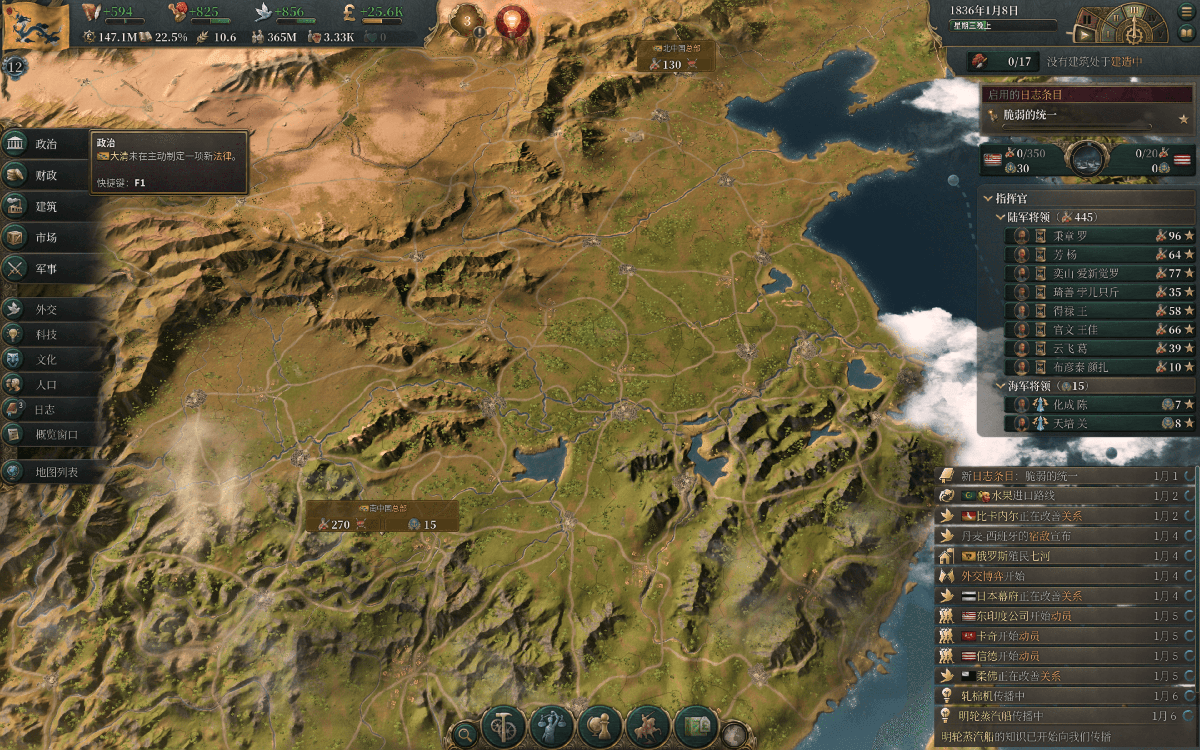 +594
+825
+856
+25.6K
147.1M
22.5%
10.6
365M
3.33K
0
12
3
1836年1月8日
星期三晚上
0/17
没有建筑处于建造中
启用的日志条目
脆弱的统一
0/350
30
0/20
0
北中国总部
130
政治
财政
建筑
市场
军事
外交
科技
文化
人口
3
日志
概览窗口
地图列表
政治
大清未在主动制定一项新法律。
快捷键：F1
指挥官
陆军将领（445）
秉章 罗 96
芳 杨 64
奕山 爱新觉罗 77
琦善 孛儿只斤 35
得禄 王 58
官文 王佳 66
云飞 葛 39
布彦泰 颜扎 10
海军将领（15）
化成 陈 7
天培 关 8
南中国总部
270
15
新日志条目：脆弱的统一 1月 1
水果进口路线 1月 2
比卡内尔正在改善关系 1月 2
丹麦 西班牙的宿敌宣布 1月 4
俄罗斯殖民七河 1月 4
外交博弈开始 1月 4
日本幕府正在改善关系 1月 4
东印度公司开始动员 1月 5
卡奇开始动员 1月 5
信德开始动员 1月 5
柔佛正在改善关系 1月 5
轧棉机传播中 1月 6
明轮蒸汽船传播中 1月 6
明轮蒸汽船的知识已开始向我们传播